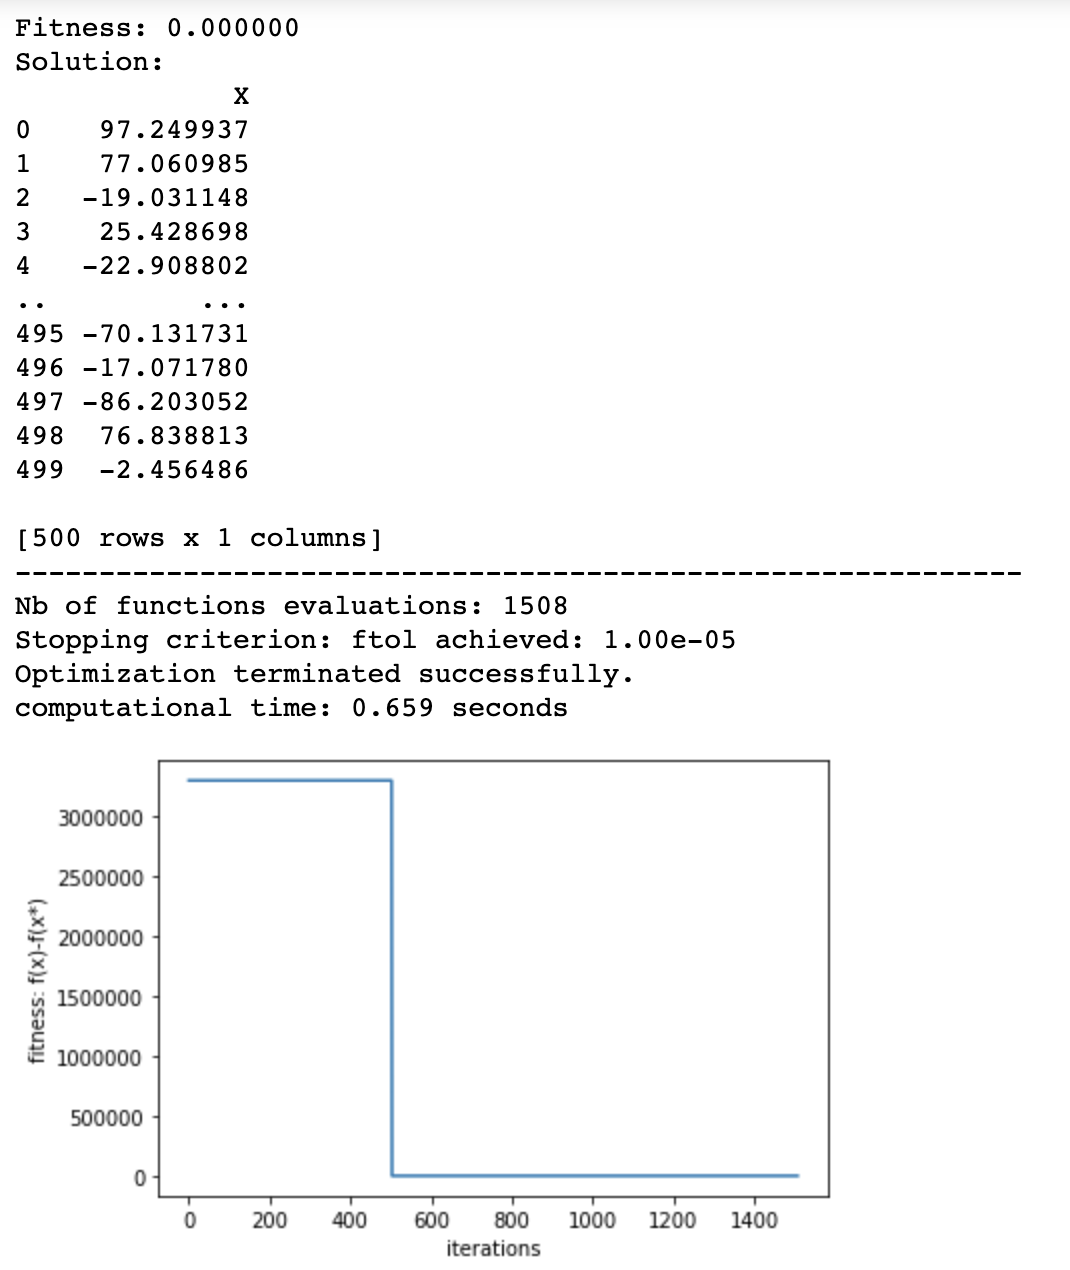 Fitness: 0.000000
Solution:
X
0 97.249937
1 77.060985
2 -19.031148
3 25.428698
4 -22.908802
.. ...
495 -70.131731
496 -17.071780
497 -86.203052
498 76.838813
499 -2.456486
[500 rows x 1 columns]
------------------------------------------------------------
Nb of functions evaluations: 1508
Stopping criterion: ftol achieved: 1.00e-05
Optimization terminated successfully.
computational time: 0.659 seconds
fitness: f(x)-f(x*)
3000000
2500000
2000000
1500000
1000000
500000
0
0 200 400 600 800 1000 1200 1400
iterations